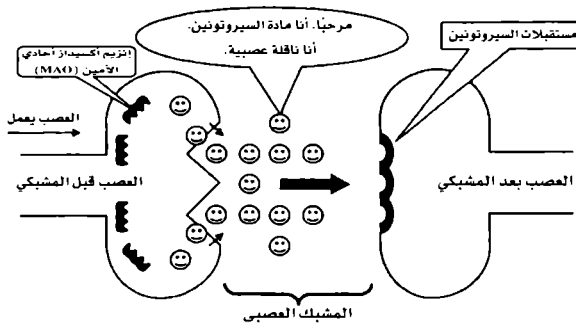 مرحبًا. أنا مادة السيروتونين.
أنا ناقلة عصبية.
مستقبلات السيروتونين
إنزيم أكسيداز أحادي
الأمين (MAO)
العصب يعمل
العصب قبل المشبكي
العصب بعد المشبكي
المشبك العصبي